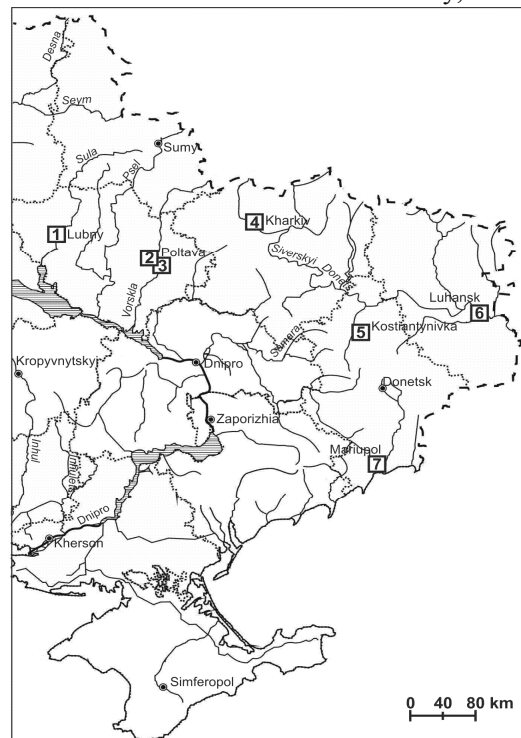 Desna
Seym
Sumy
Sula
Psel
1
Lubny
4
Kharkiv
2
3
Poltava
Siverskyi Donets
Vorskla
Luhansk
6
5
Kostiantynivka
Samara
Kropyvnytskyi
Dnipro
Donetsk
Zaporizhia
Mariupol
7
Inhul
Inhulets
Dnipro
Kherson
Simferopol
0 40 80 km